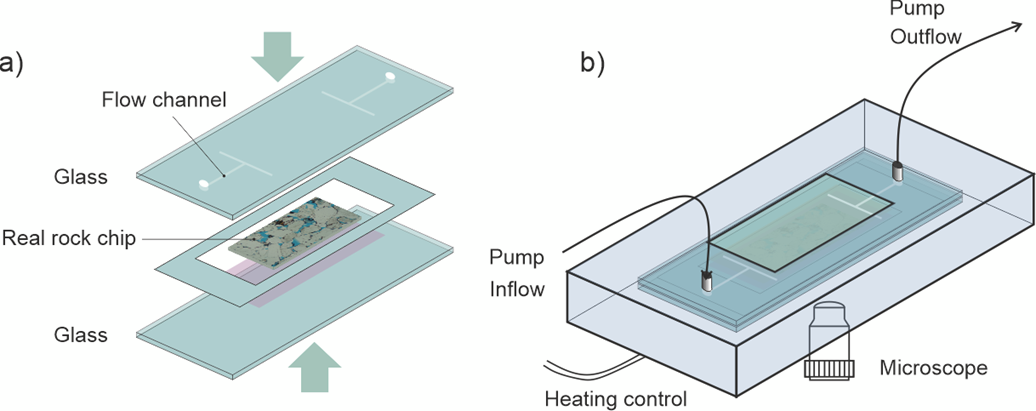 a)
Flow channel
Glass
Real rock chip
Glass
b)
Pump
Outflow
Pump
Inflow
Microscope
Heating control